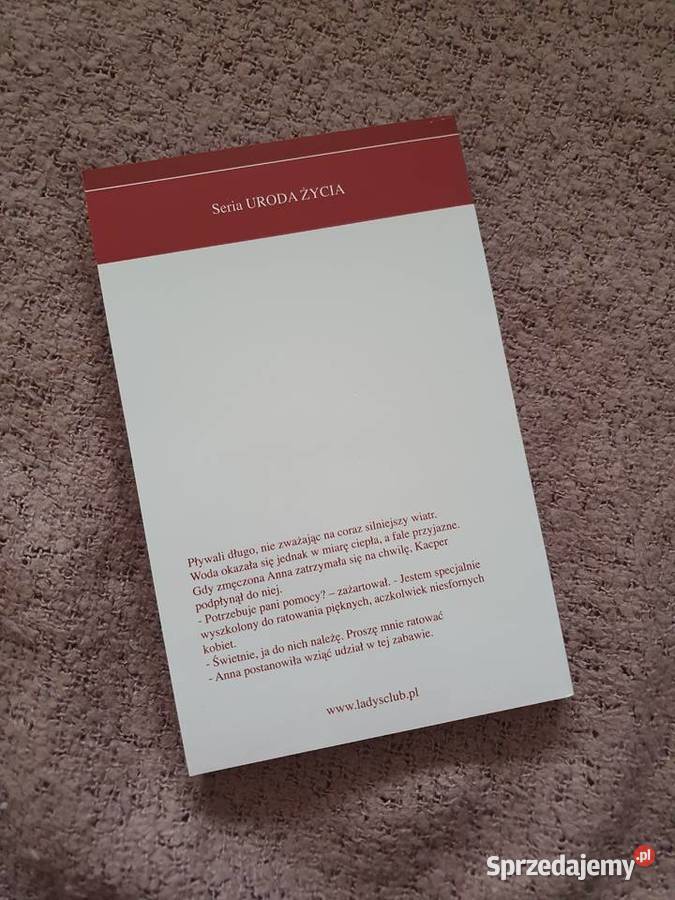 Seria URODA ŻYCIA
Pływali długo, nie zważając na coraz silniejszy wiatr.
Woda okazała się jednak w miarę ciepła, a fale przyjazne.
Gdy zmęczona Anna zatrzymała się na chwilę, Kacper
podpłynął do niej.
- Potrzebuje pani pomocy? – zażartował. - Jestem specjalnie
wyszkolony do ratowania pięknych, aczkolwiek niesfornych
kobiet.
- Świetnie, ja do nich należę. Proszę mnie ratować
- Anna postanowiła wziąć udział w tej zabawie.
www.ladysclub.pl
Sprzedajemy.pl